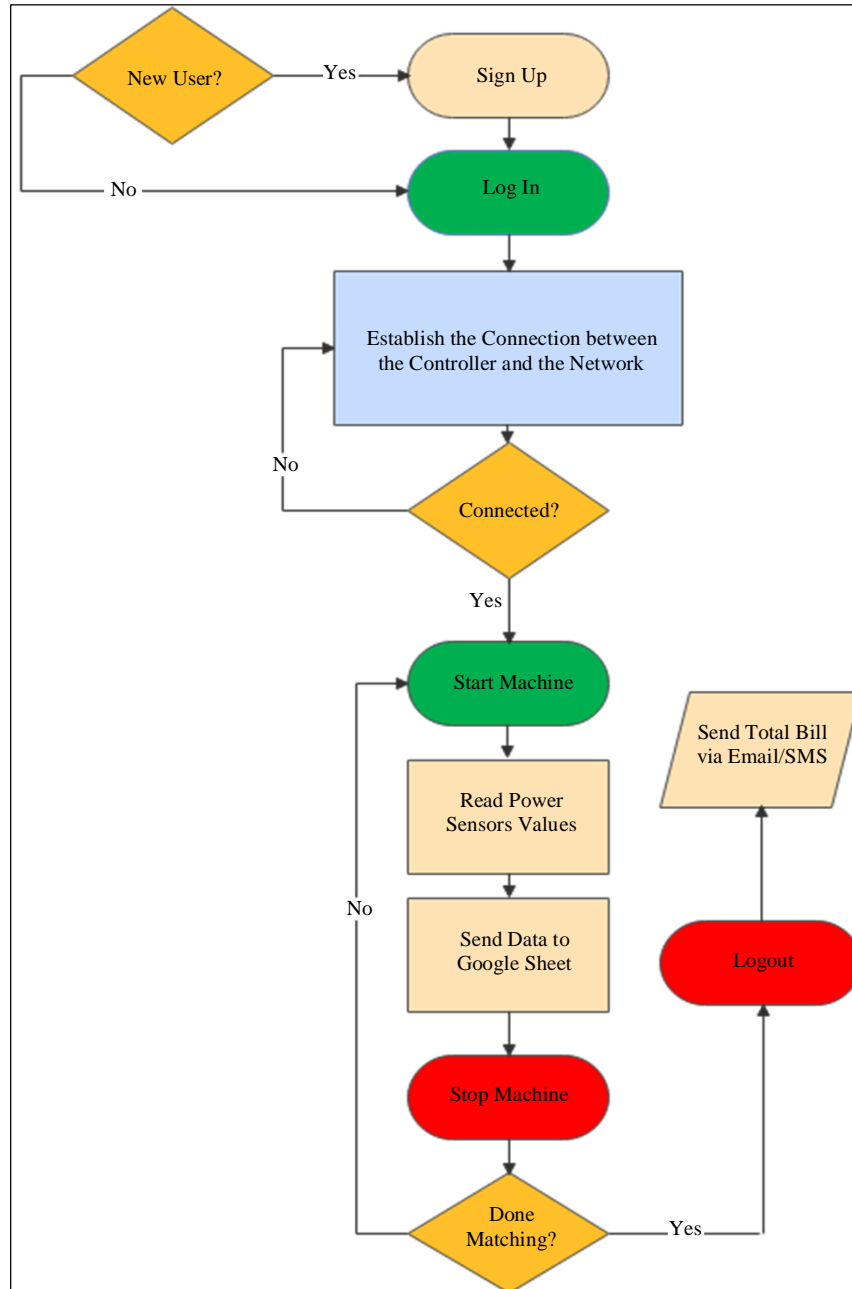 New User?
Yes
Sign Up
No
Log In
Establish the Connection between
the Controller and the Network
No
Connected?
Yes
Start Machine
Send Total Bill
via Email/SMS
Read Power
Sensors Values
No
Send Data to
Google Sheet
Logout
Stop Machine
Done
Matching?
Yes